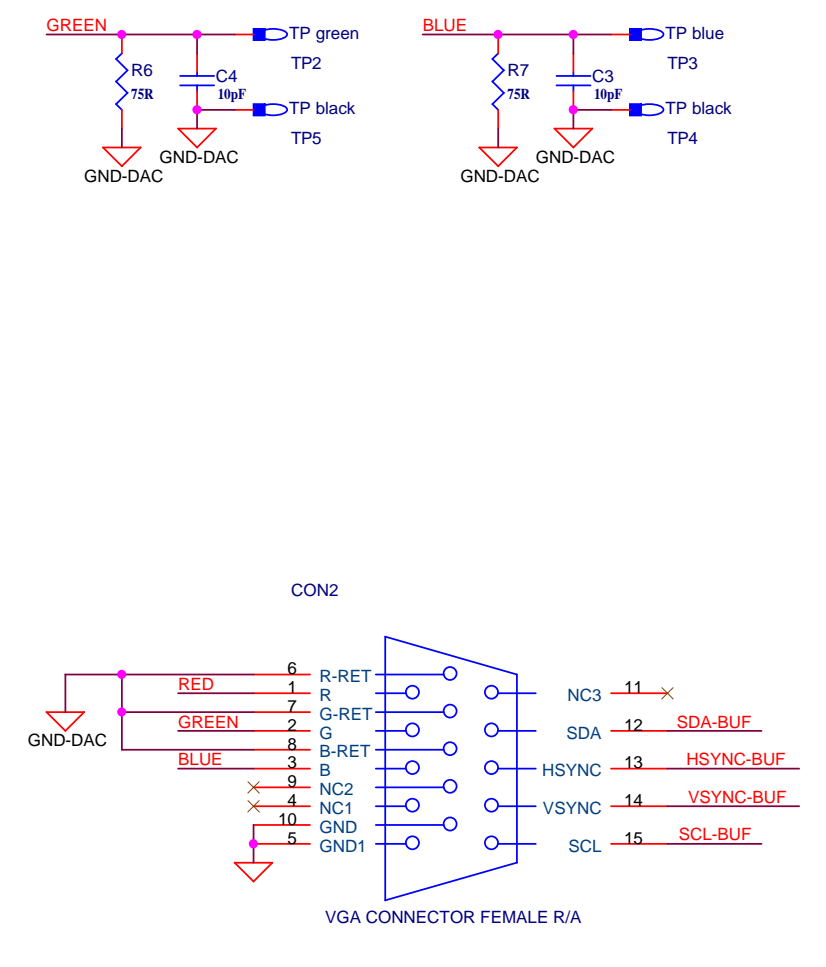 GREEN
TP green
TP2
R6
75R
C4
10pF
TP black
TP5
GND-DAC
GND-DAC
BLUE
TP blue
TP3
R7
75R
C3
10pF
TP black
TP4
GND-DAC
GND-DAC
CON2
6 R-RET
RED 1 R
7 G-RET
GREEN 2 G
8 B-RET
BLUE 3 B
9 NC2
4 NC1
10 GND
5 GND1
GND-DAC
NC3 11
SDA 12 SDA-BUF
HSYNC 13 HSYNC-BUF
VSYNC 14 VSYNC-BUF
SCL 15 SCL-BUF
VGA CONNECTOR FEMALE R/A